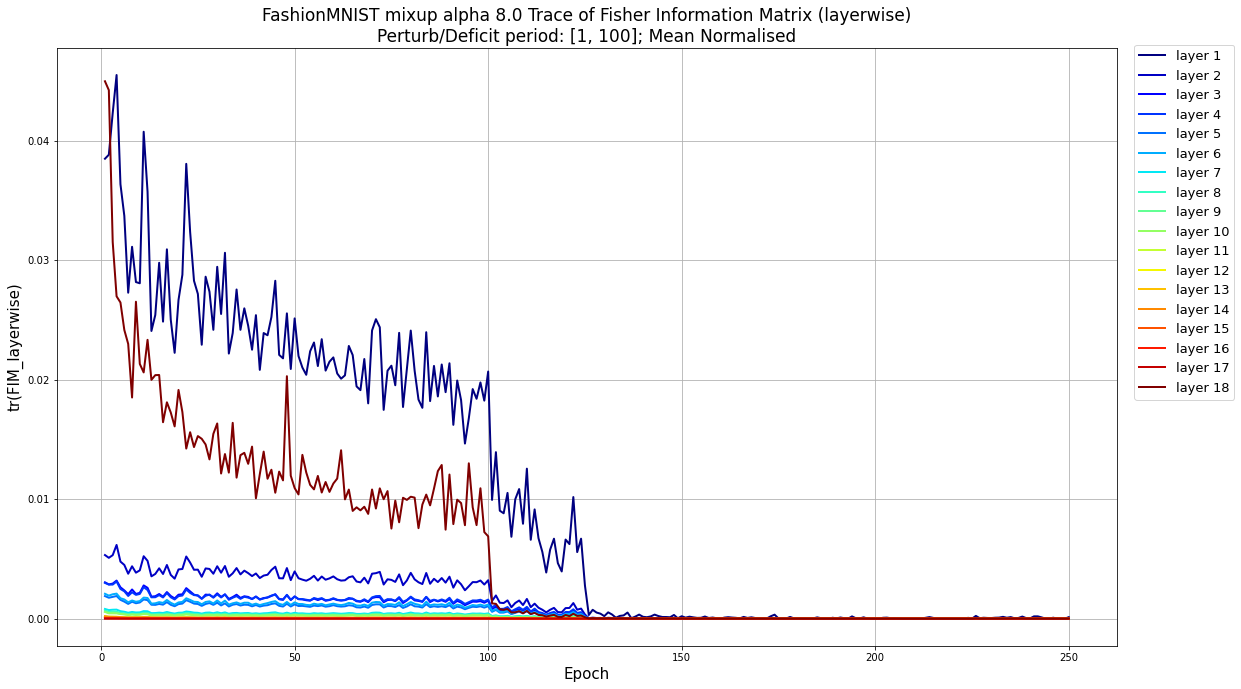 FashionMNIST mixup alpha 8.0 Trace of Fisher Information Matrix (layerwise)
Perturb/Deficit period: [1, 100]; Mean Normalised
tr(FIM_layerwise)
0.04
0.03
0.02
0.01
0.00
0
50
100
150
200
250
Epoch
layer 1
layer 2
layer 3
layer 4
layer 5
layer 6
layer 7
layer 8
layer 9
layer 10
layer 11
layer 12
layer 13
layer 14
layer 15
layer 16
layer 17
layer 18